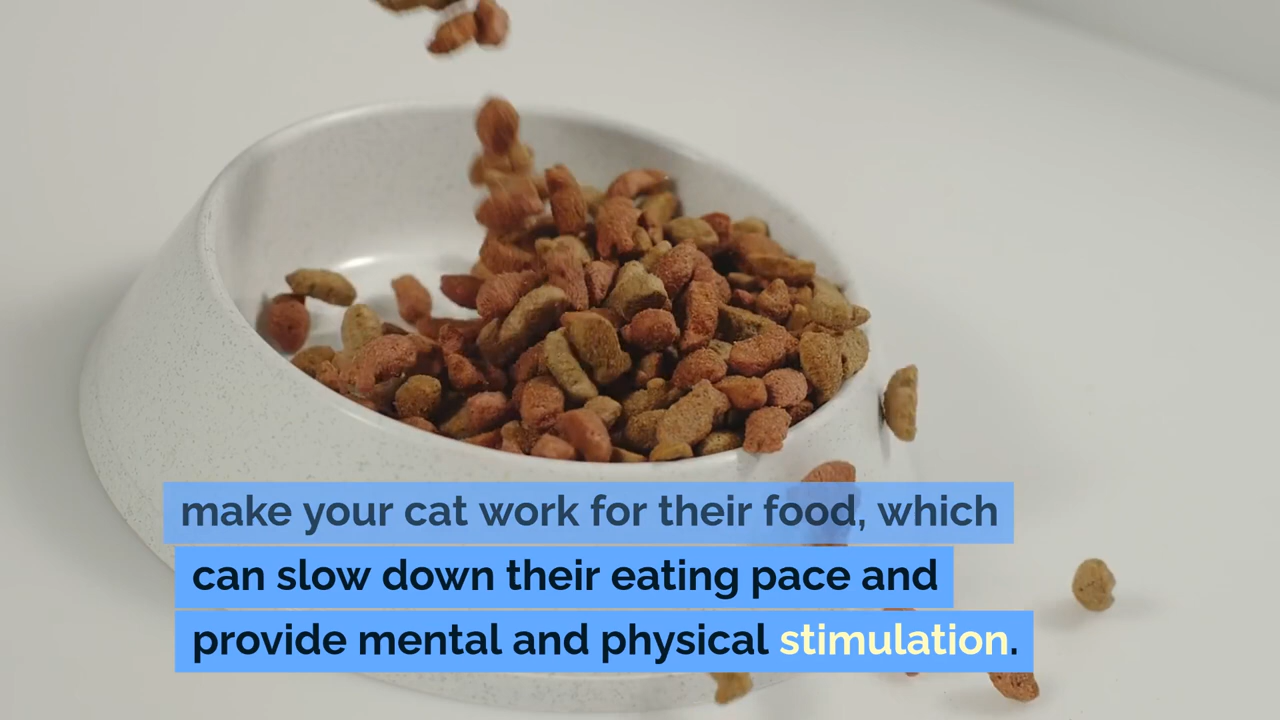 make your cat work for their food, which
can slow down their eating pace and
provide mental and physical stimulation.